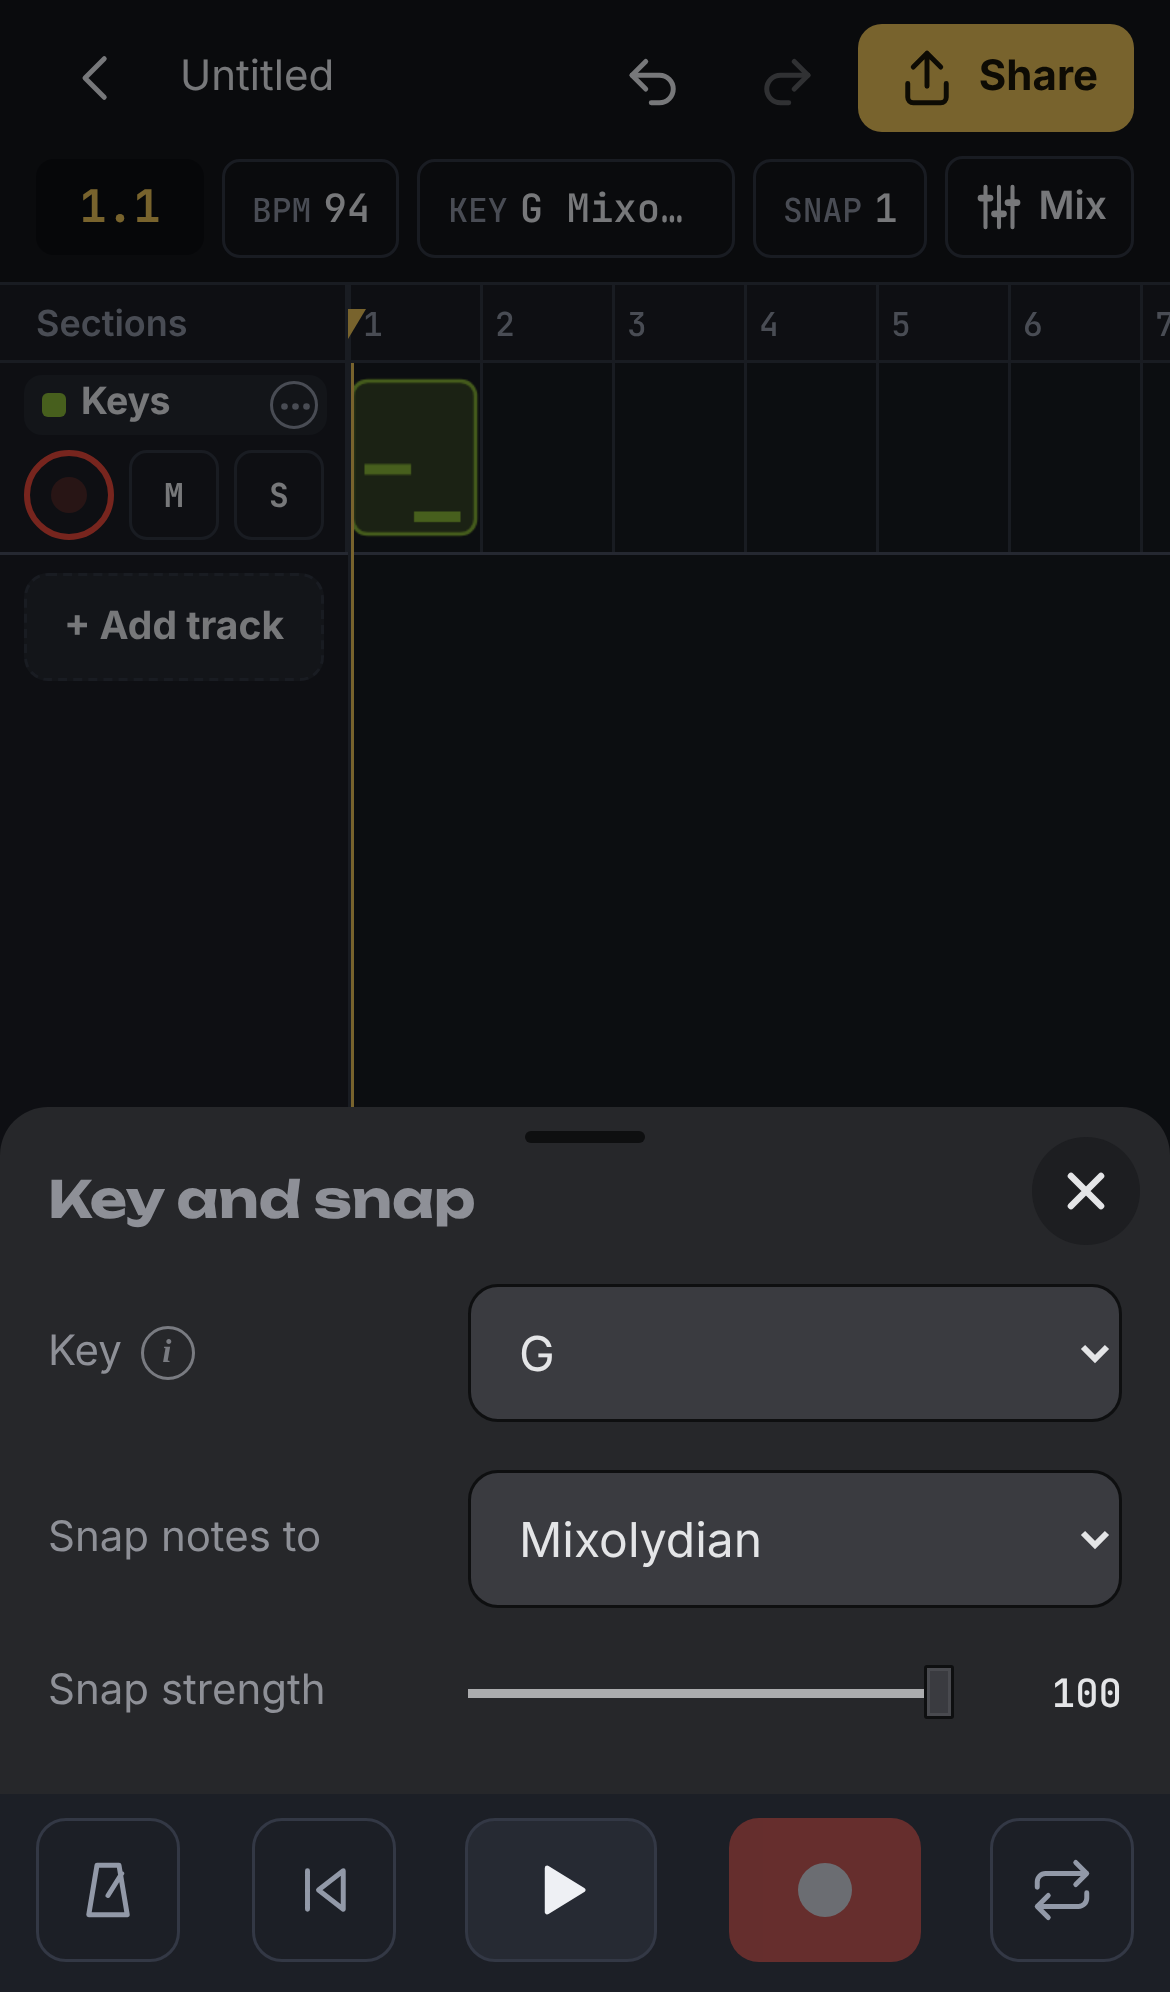 Untitled
Share
1.1
BPM 94
KEY G Mixo…
SNAP 1
Mix
Sections
1 2 3 4 5 6 7
Keys
M S
+ Add track
Key and snap
Key i
G
Snap notes to
Mixolydian
Snap strength
100